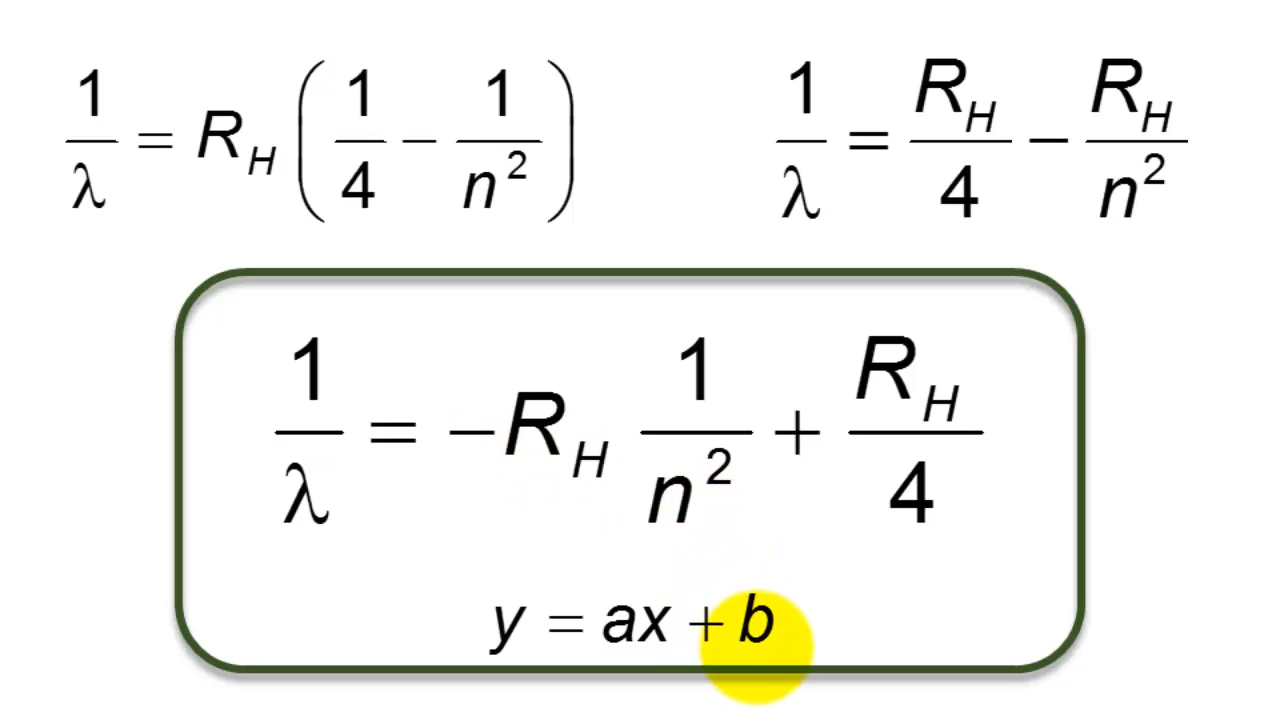 1/λ = R_H (1/4 − 1/n²)
1/λ = R_H/4 − R_H/n²
1/λ = −R_H 1/n² + R_H/4
y = ax + b